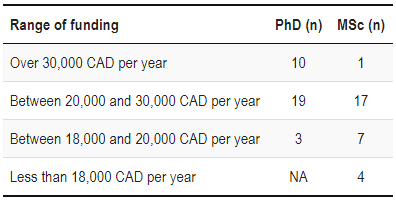 Range of funding PhD (n) MSc (n)
Over 30,000 CAD per year 10 1
Between 20,000 and 30,000 CAD per year 19 17
Between 18,000 and 20,000 CAD per year 3 7
Less than 18,000 CAD per year NA 4